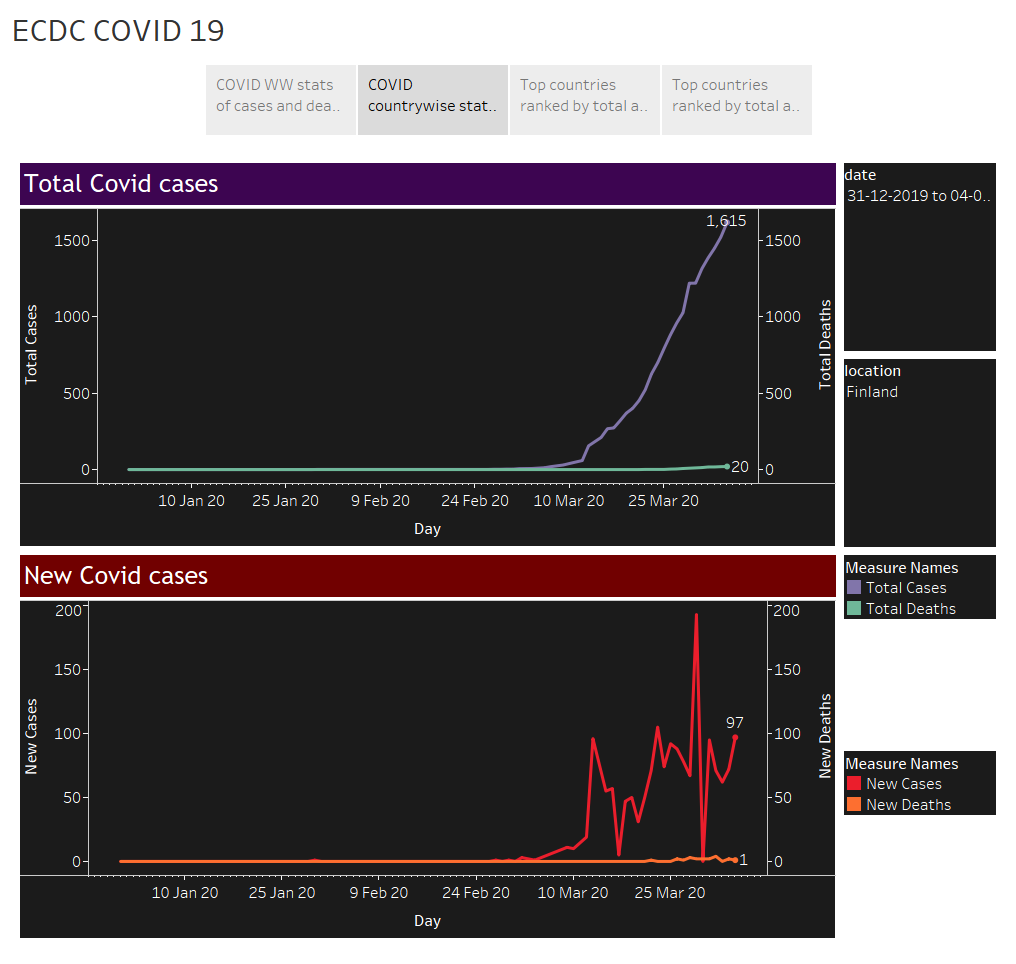 ECDC COVID 19
COVID WW stats
of cases and dea..
COVID
countrywise stat..
Top countries
ranked by total a..
Top countries
ranked by total a..
Total Covid cases
1,615
1500
1000
500
0
Total Cases
1500
1000
500
0
Total Deaths
20
10 Jan 20 25 Jan 20 9 Feb 20 24 Feb 20 10 Mar 20 25 Mar 20
Day
date
31-12-2019 to 04-0..
location
Finland
New Covid cases
200
150
100
50
0
New Cases
97
1
200
150
100
50
0
New Deaths
10 Jan 20 25 Jan 20 9 Feb 20 24 Feb 20 10 Mar 20 25 Mar 20
Day
Measure Names
Total Cases
Total Deaths
Measure Names
New Cases
New Deaths